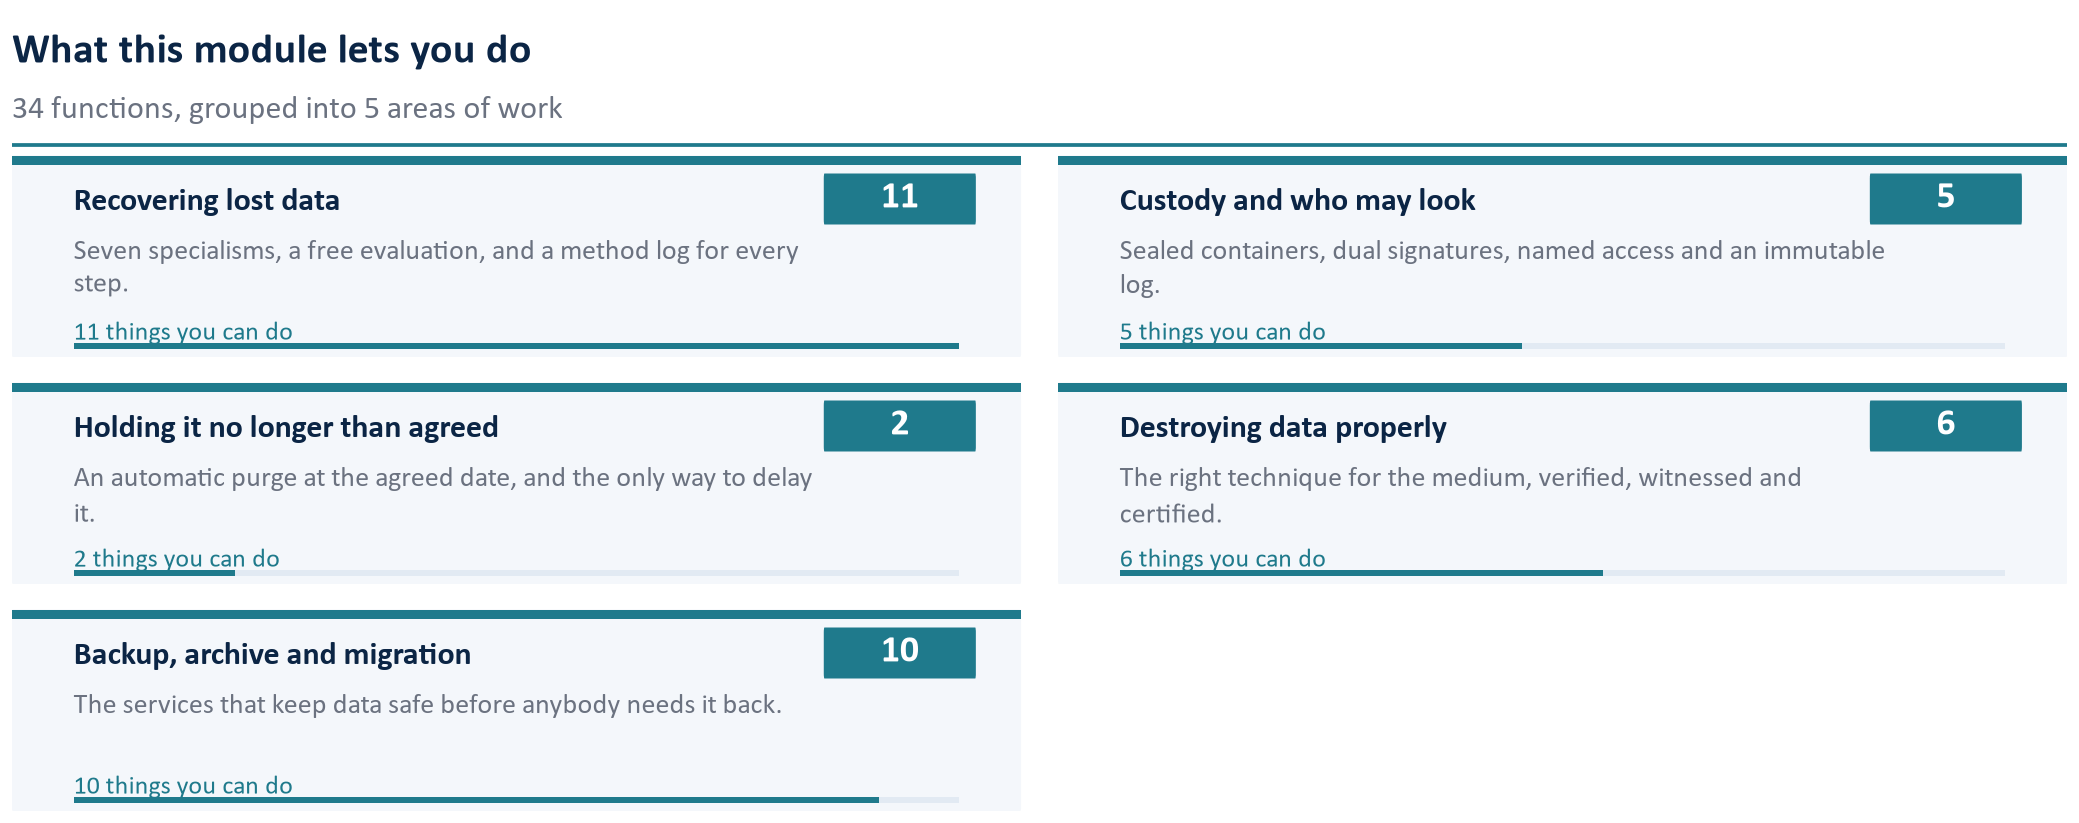 What this module lets you do
34 functions, grouped into 5 areas of work
Recovering lost data
11
Seven specialisms, a free evaluation, and a method log for every
step.
11 things you can do
Custody and who may look
5
Sealed containers, dual signatures, named access and an immutable
log.
5 things you can do
Holding it no longer than agreed
2
An automatic purge at the agreed date, and the only way to delay
it.
2 things you can do
Destroying data properly
6
The right technique for the medium, verified, witnessed and
certified.
6 things you can do
Backup, archive and migration
10
The services that keep data safe before anybody needs it back.
10 things you can do